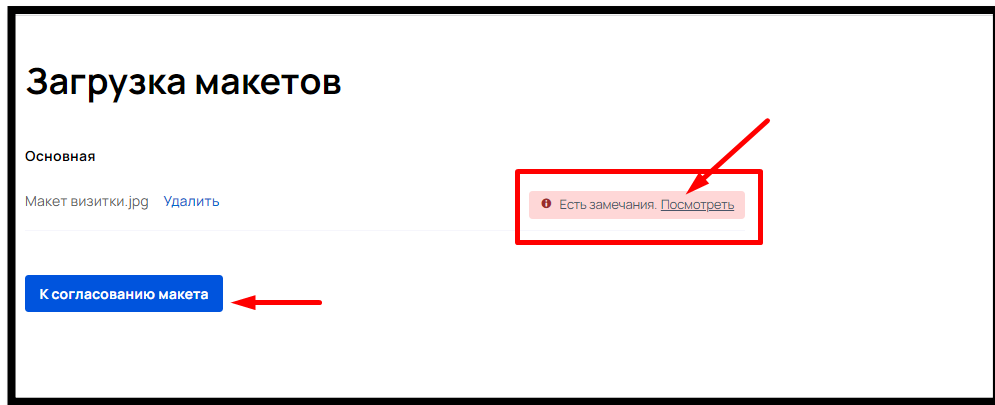 Загрузка макетов
Основная
Макет визитки.jpg Удалить
Есть замечания. Посмотреть
К согласованию макета